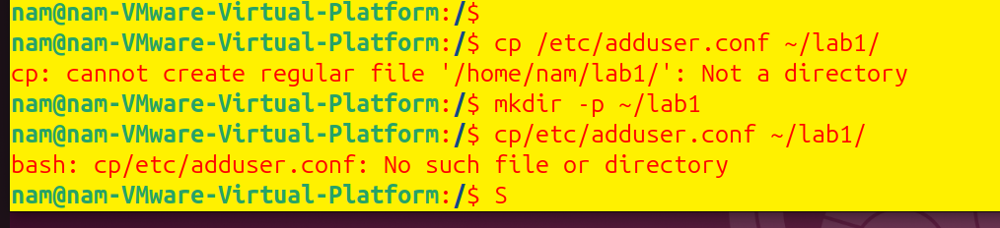 nam@nam-VMware-Virtual-Platform:/$
nam@nam-VMware-Virtual-Platform:/$ cp /etc/adduser.conf ~/lab1/
cp: cannot create regular file '/home/nam/lab1/': Not a directory
nam@nam-VMware-Virtual-Platform:/$ mkdir -p ~/lab1
nam@nam-VMware-Virtual-Platform:/$ cp/etc/adduser.conf ~/lab1/
bash: cp/etc/adduser.conf: No such file or directory
nam@nam-VMware-Virtual-Platform:/$ S